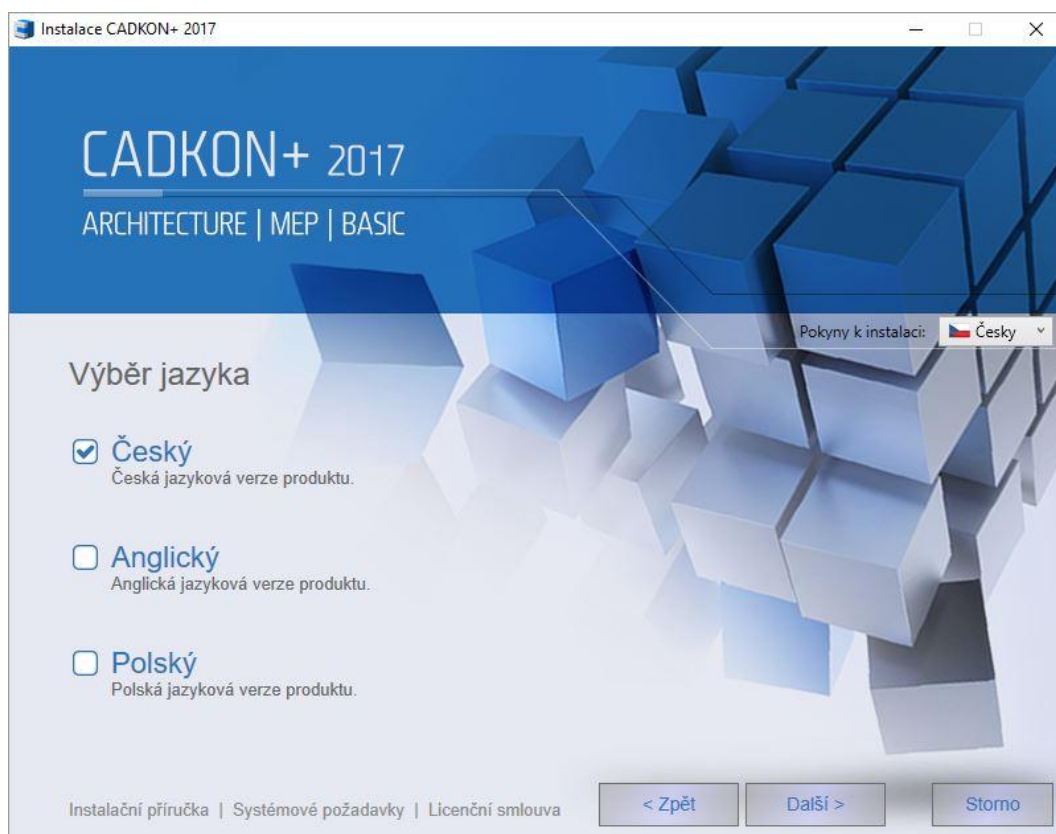 Instalace CADKON+ 2017
CADKON+ 2017
ARCHITECTURE | MEP | BASIC
Pokyny k instalaci: Česky
Výběr jazyka
Český
Česká jazyková verze produktu.
Anglický
Anglická jazyková verze produktu.
Polský
Polská jazyková verze produktu.
Instalační příručka | Systémové požadavky | Licenční smlouva
< Zpět
Další >
Storno